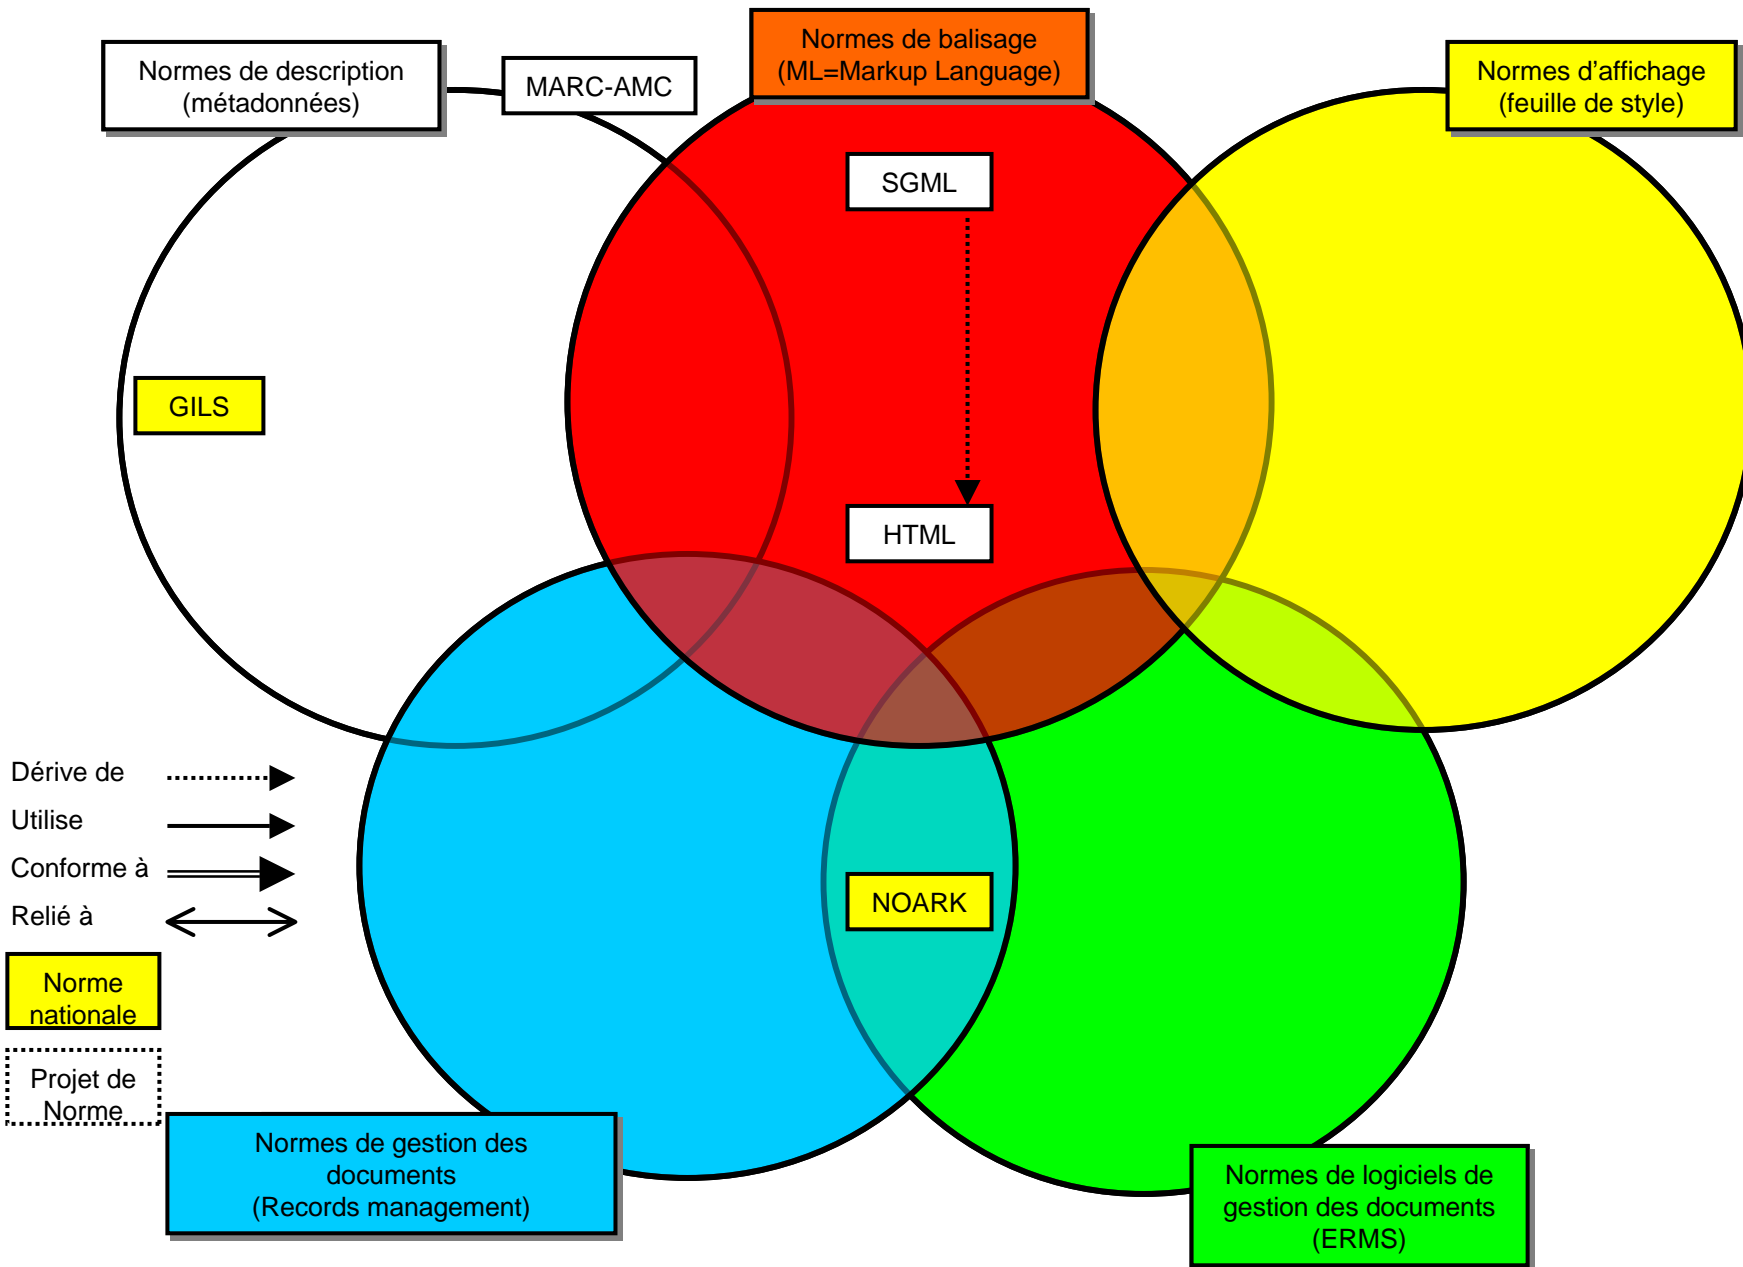 Normes de description
(métadonnées)
MARC-AMC
Normes de balisage
(ML=Markup Language)
Normes d’affichage
(feuille de style)
SGML
GILS
HTML
Dérive de
Utilise
Conforme à
Relié à
NOARK
Norme
nationale
Projet de
Norme
Normes de gestion des
documents
(Records management)
Normes de logiciels de
gestion des documents
(ERMS)